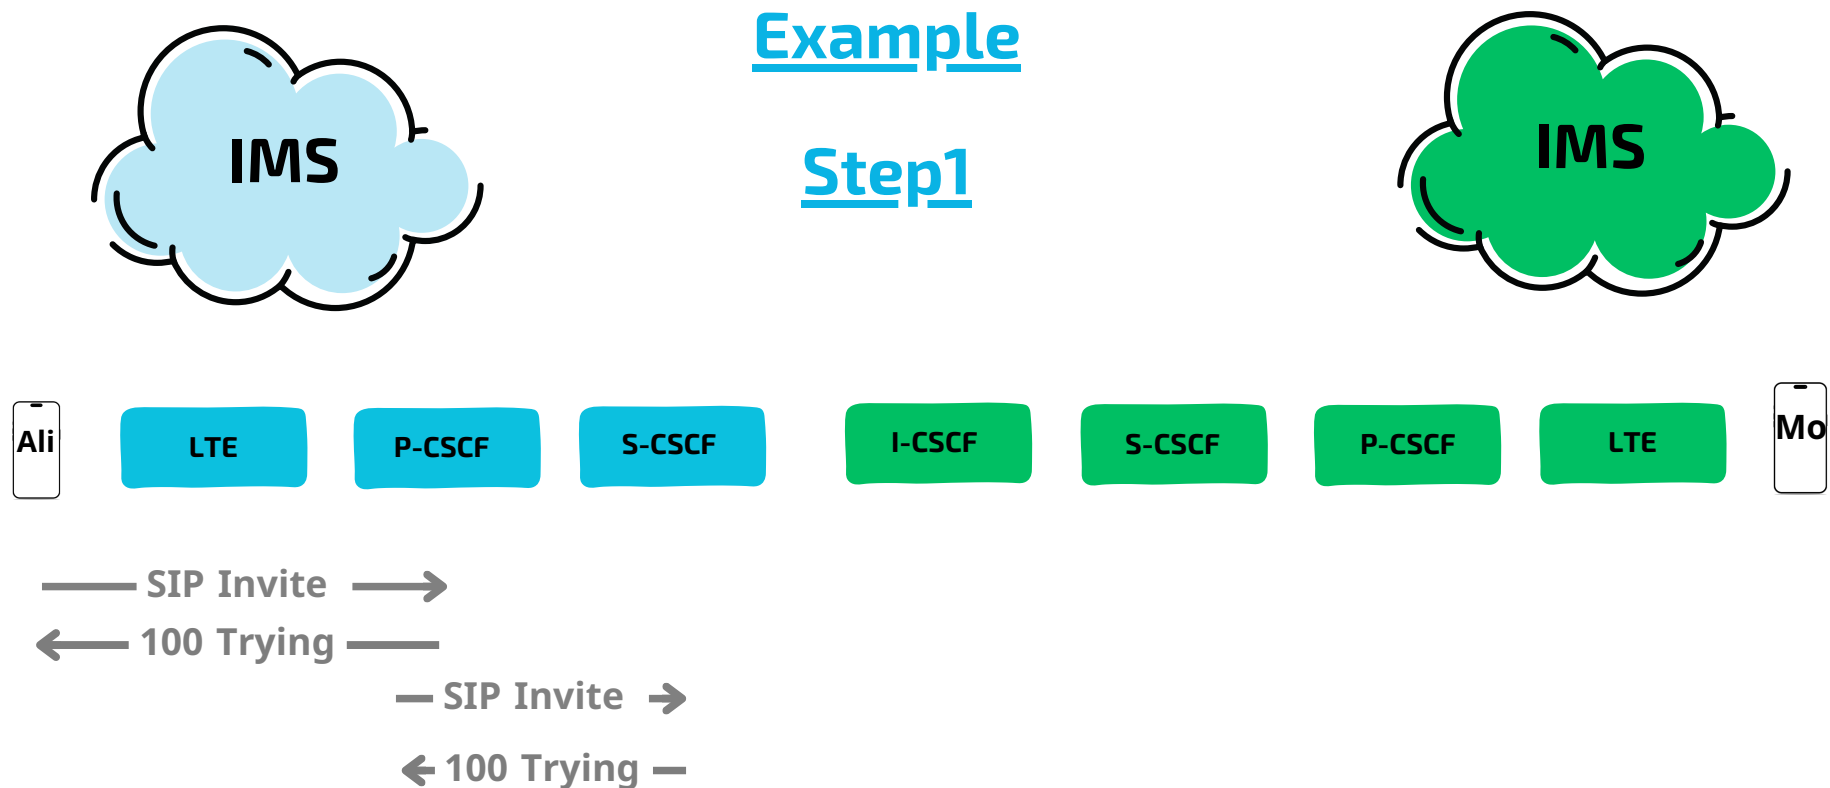 Example
IMS
IMS
Step1
Ali
LTE
P-CSCF
S-CSCF
I-CSCF
S-CSCF
P-CSCF
LTE
Mo
SIP Invite
100 Trying
SIP Invite
100 Trying